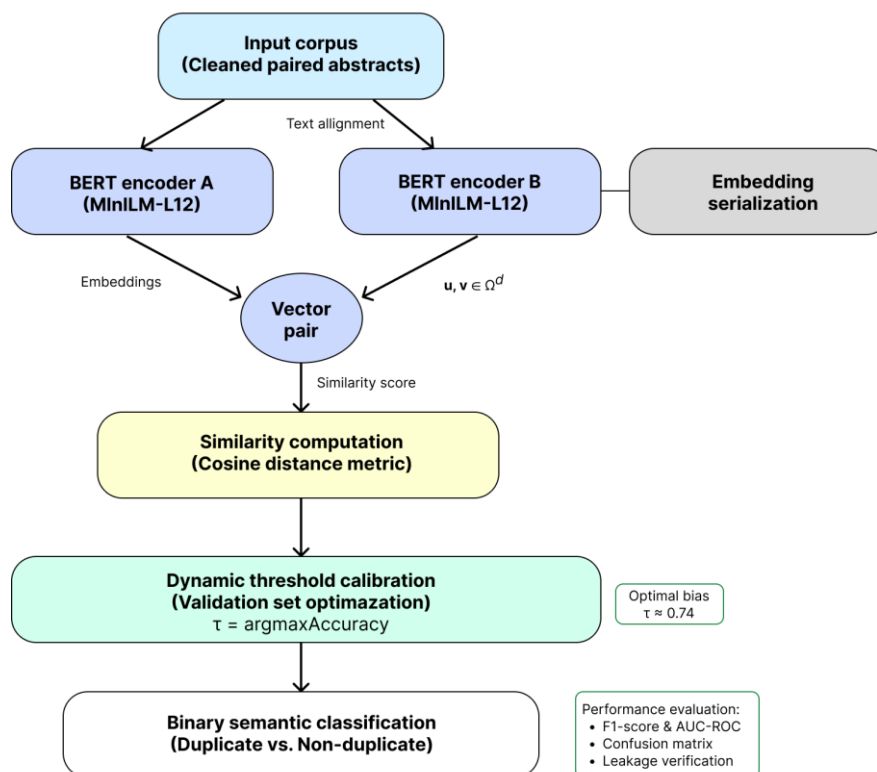 Input corpus
(Cleaned paired abstracts)
Text allignment
BERT encoder A
(MInILM-L12)
BERT encoder B
(MInILM-L12)
Embedding
serialization
Embeddings
u, v ∈ Ω^d
Vector
pair
Similarity score
Similarity computation
(Cosine distance metric)
Dynamic threshold calibration
(Validation set optimazation)
τ = argmaxAccuracy
Optimal bias
τ ≈ 0.74
Binary semantic classification
(Duplicate vs. Non-duplicate)
Performance evaluation:
• F1-score & AUC-ROC
• Confusion matrix
• Leakage verification